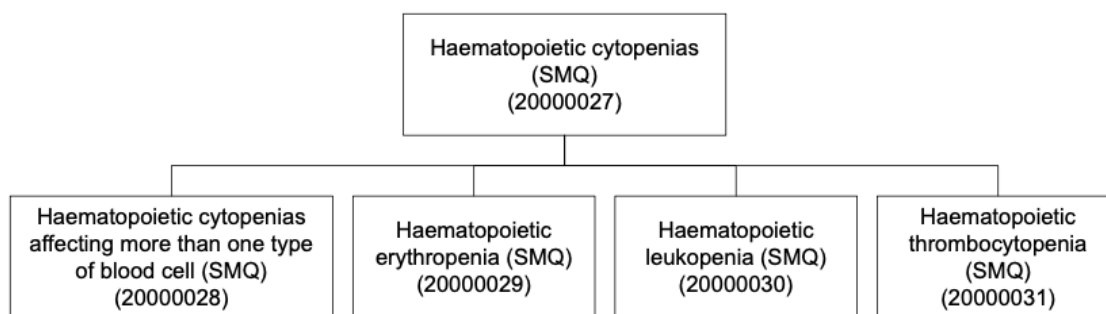 Haematopoietic cytopenias
(SMQ)
(20000027)
Haematopoietic cytopenias
affecting more than one type
of blood cell (SMQ)
(20000028)
Haematopoietic
erythropenia (SMQ)
(20000029)
Haematopoietic
leukopenia (SMQ)
(20000030)
Haematopoietic
thrombocytopenia
(SMQ)
(20000031)